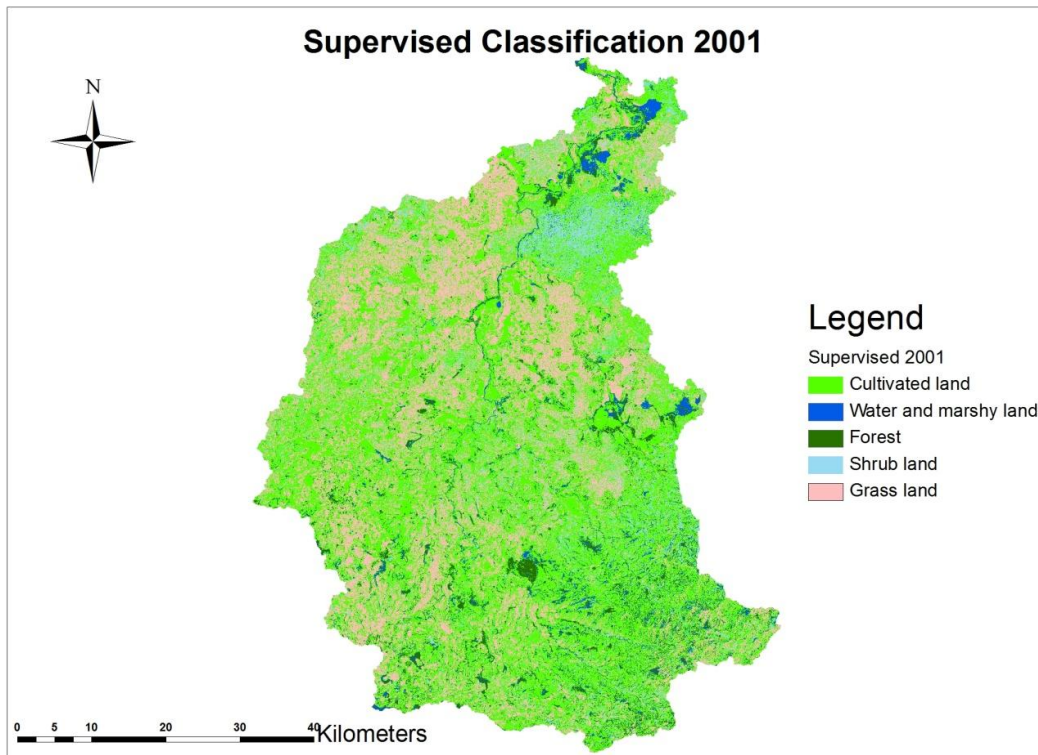 Supervised Classification 2001
N
Legend
Supervised 2001
Cultivated land
Water and marshy land
Forest
Shrub land
Grass land
0 5 10 20 30 40
Kilometers